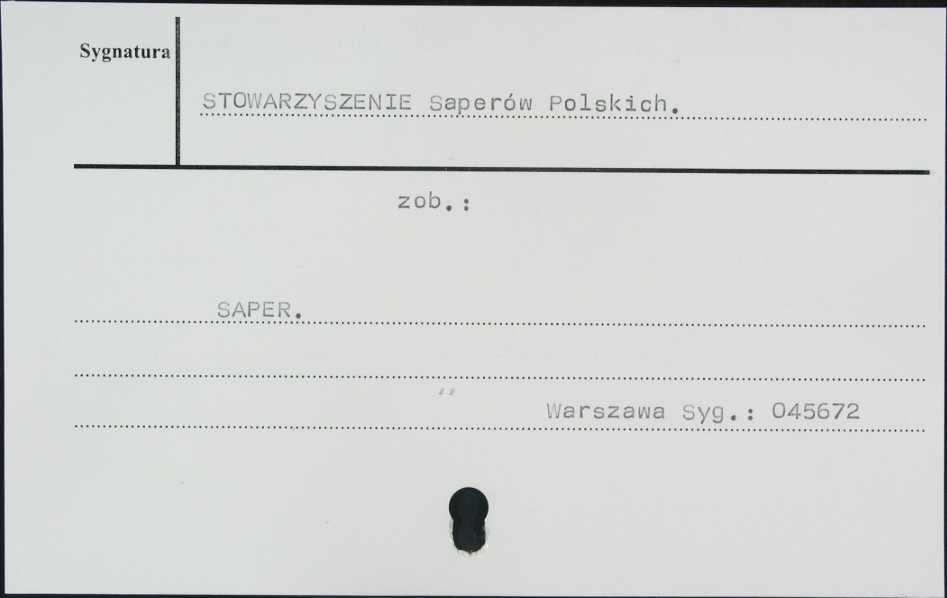 Sygnatura
STOWARZYSZENIE Saperów Polskich.
zob.:
SAPER.
Warszawa Syg.: 045672